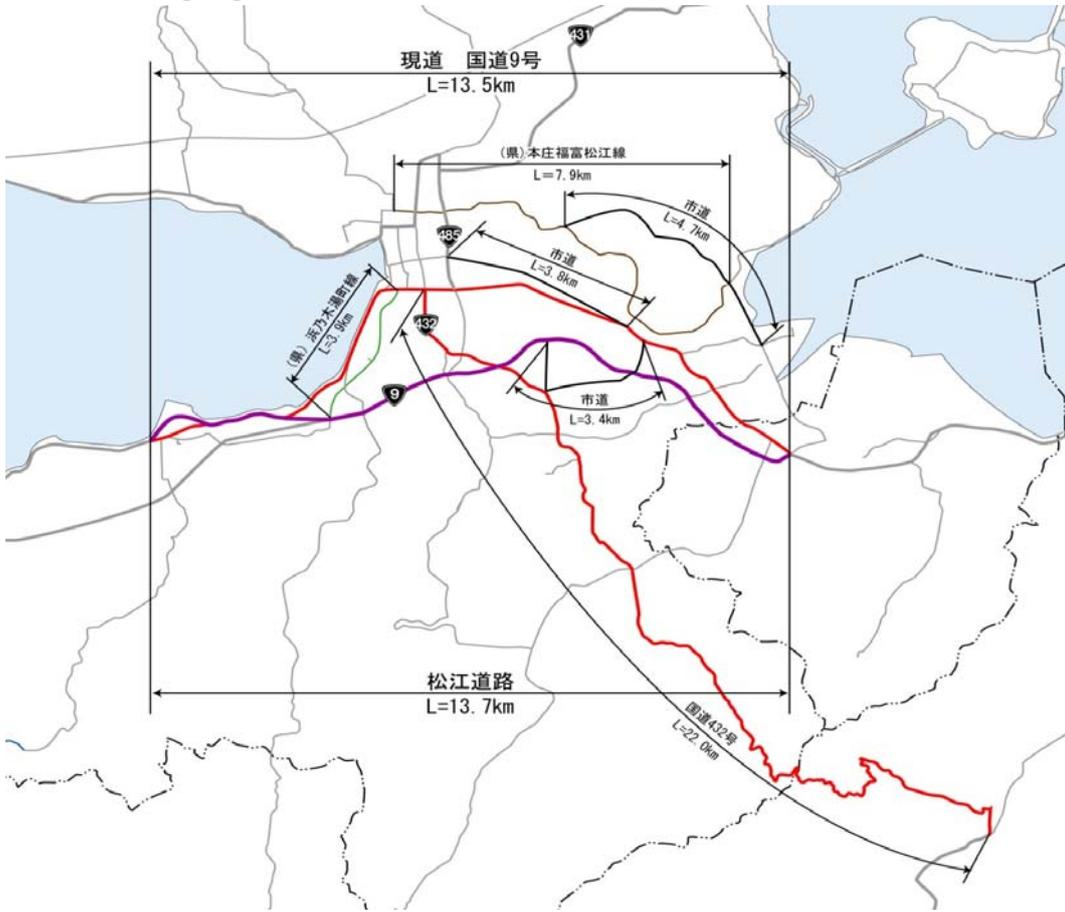 431
現道　国道9号
L=13.5km
(県)本庄福富松江線
L=7.9km
市道
L=4.7km
485
市道
L=3.8km
(県)浜乃木湯町線
L=3.9km
432
9
市道
L=3.4km
松江道路
L=13.7km
国道432号
L=22.0km